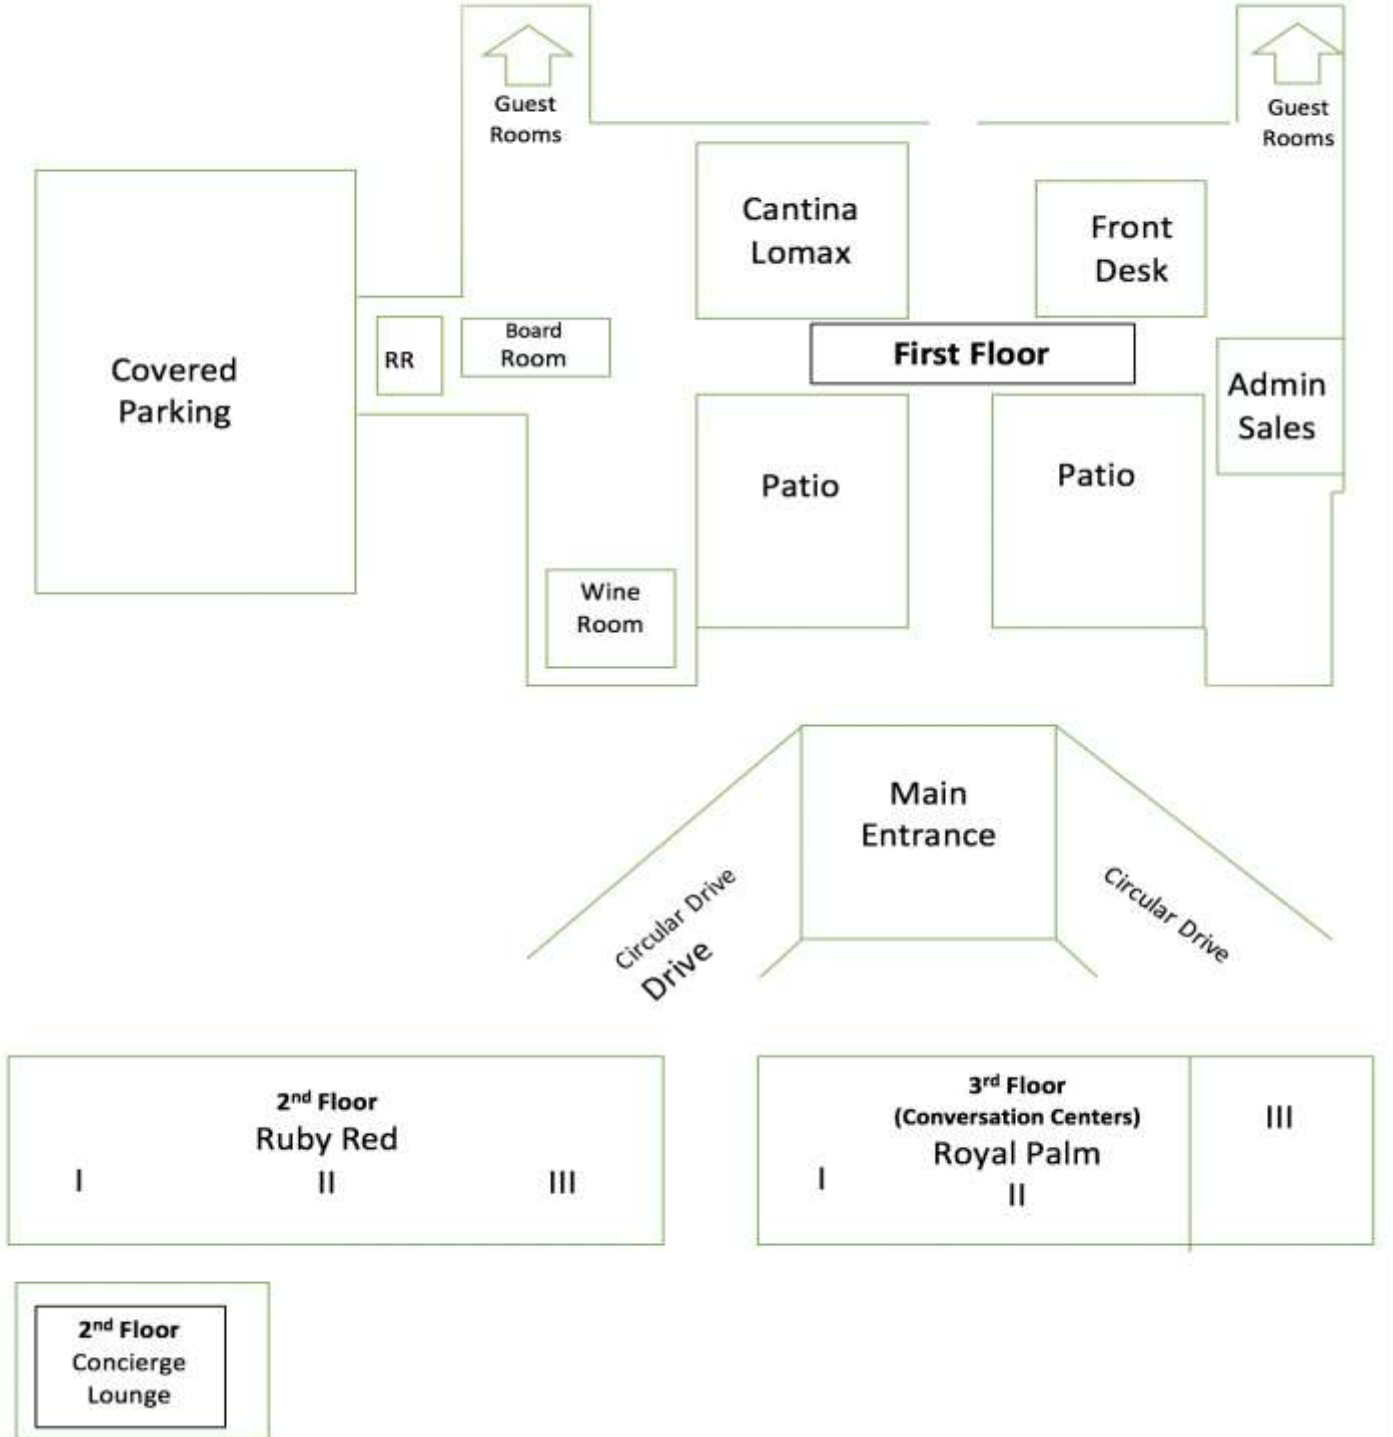 Guest
Rooms
Guest
Rooms
Cantina
Lomax
Front
Desk
Covered
Parking
RR
Board
Room
First Floor
Admin
Sales
Patio
Patio
Wine
Room
Main
Entrance
Circular Drive
Drive
Circular Drive
2nd Floor
Ruby Red
I II III
3rd Floor
(Conversation Centers)
Royal Palm
I
II
III
2nd Floor
Concierge
Lounge